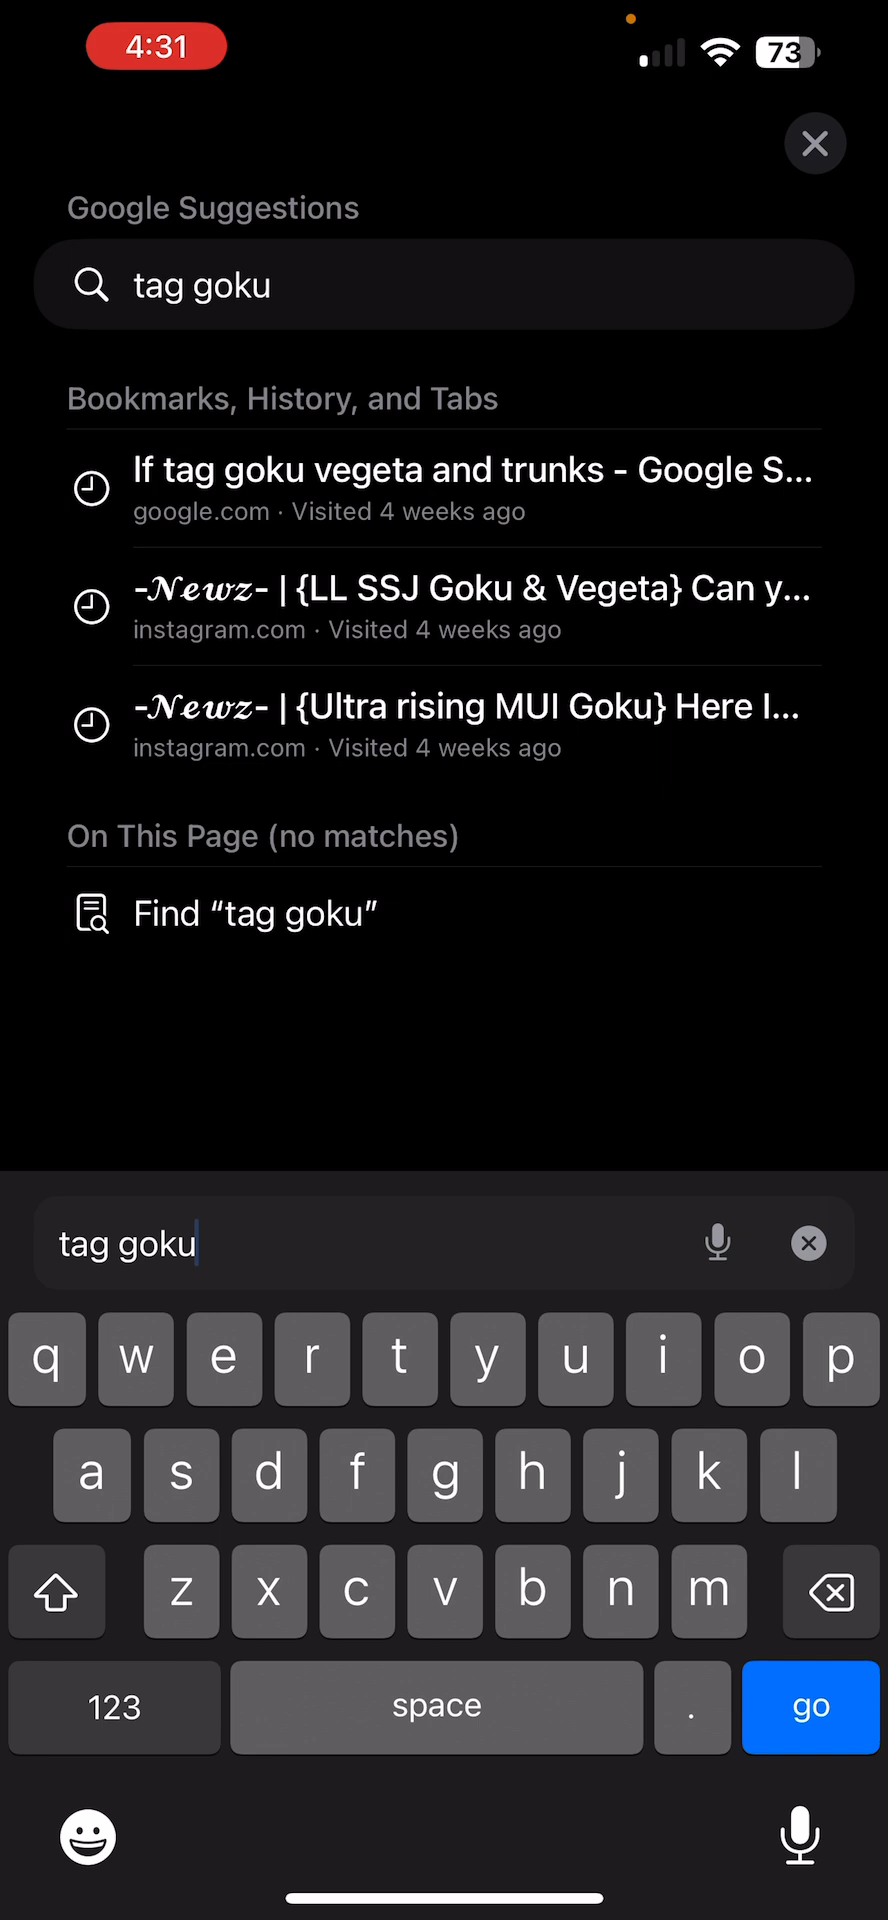 4:31
73
Google Suggestions
tag goku
Bookmarks, History, and Tabs
If tag goku vegeta and trunks - Google S...
google.com · Visited 4 weeks ago
-𝓝𝓮𝔀𝔃- | {LL SSJ Goku & Vegeta} Can y...
instagram.com · Visited 4 weeks ago
-𝓝𝓮𝔀𝔃- | {Ultra rising MUI Goku} Here I...
instagram.com · Visited 4 weeks ago
On This Page (no matches)
Find “tag goku”
tag goku
q w e r t y u i o p
a s d f g h j k l
z x c v b n m
123 space . go